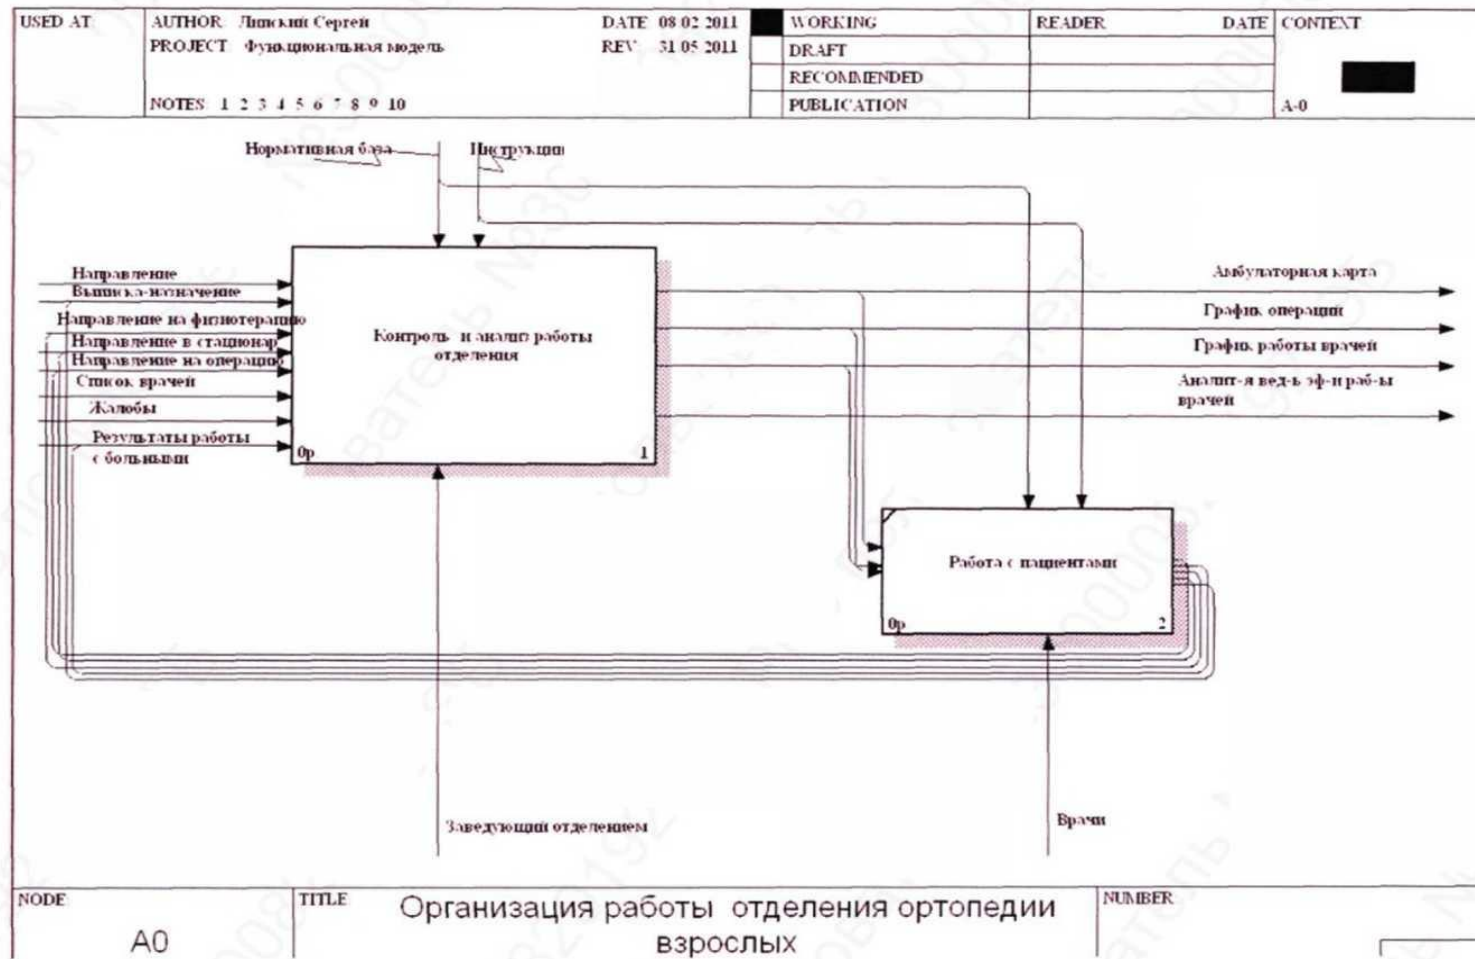 USED AT:
AUTHOR: Липский Сергей
DATE: 08.02.2011
PROJECT: Функциональная модель
REV: 31.05.2011
NOTES: 1 2 3 4 5 6 7 8 9 10
WORKING
DRAFT
RECOMMENDED
PUBLICATION
READER
DATE
CONTEXT
A-0
Нормативная база
Инструкции
Направление
Выписка-назначение
Направление на физиотерапию
Направление в стационар
Направление на операцию
Список врачей
Жалобы
Результаты работы
с больными
Контроль и анализ работы
отделения
0р
1
Амбулаторная карта
График операций
График работы врачей
Аналит-я вед-ь эф-и раб-ы
врачей
Работа с пациентами
0р
2
Заведующий отделением
Врачи
NODE
A0
TITLE
Организация работы отделения ортопедии
взрослых
NUMBER